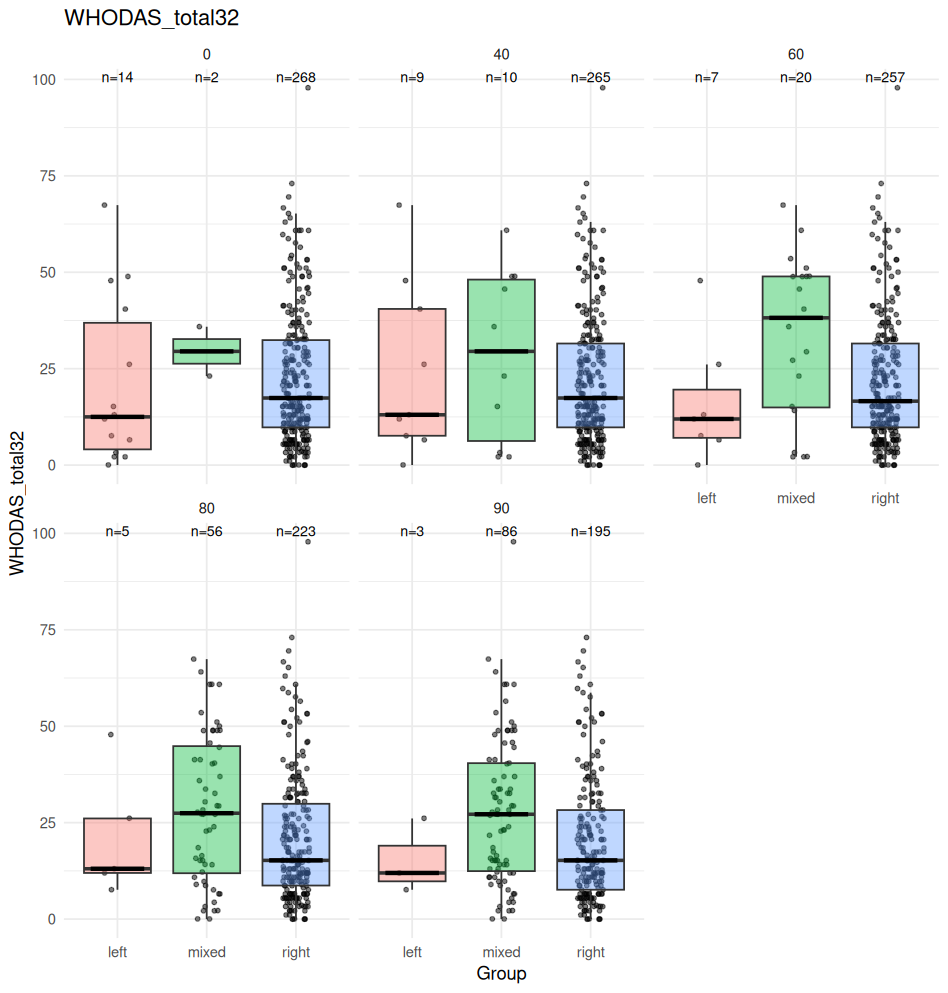 WHODAS_total32
0
40
60
n=14 n=2 n=268
n=9 n=10 n=265
n=7 n=20 n=257
100
75
50
25
0
left mixed right
80
90
n=5 n=56 n=223
n=3 n=86 n=195
100
75
50
25
0
left mixed right
left mixed right
Group
WHODAS_total32